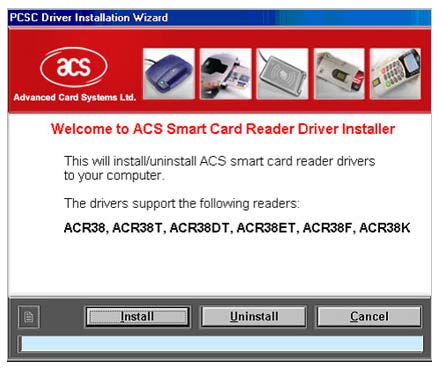 PCSC Driver Installation Wizard
acs
Advanced Card Systems Ltd.
Welcome to ACS Smart Card Reader Driver Installer
This will install/uninstall ACS smart card reader drivers
to your computer.
The drivers support the following readers:
ACR38, ACR38T, ACR38DT, ACR38ET, ACR38F, ACR38K
Install
Uninstall
Cancel